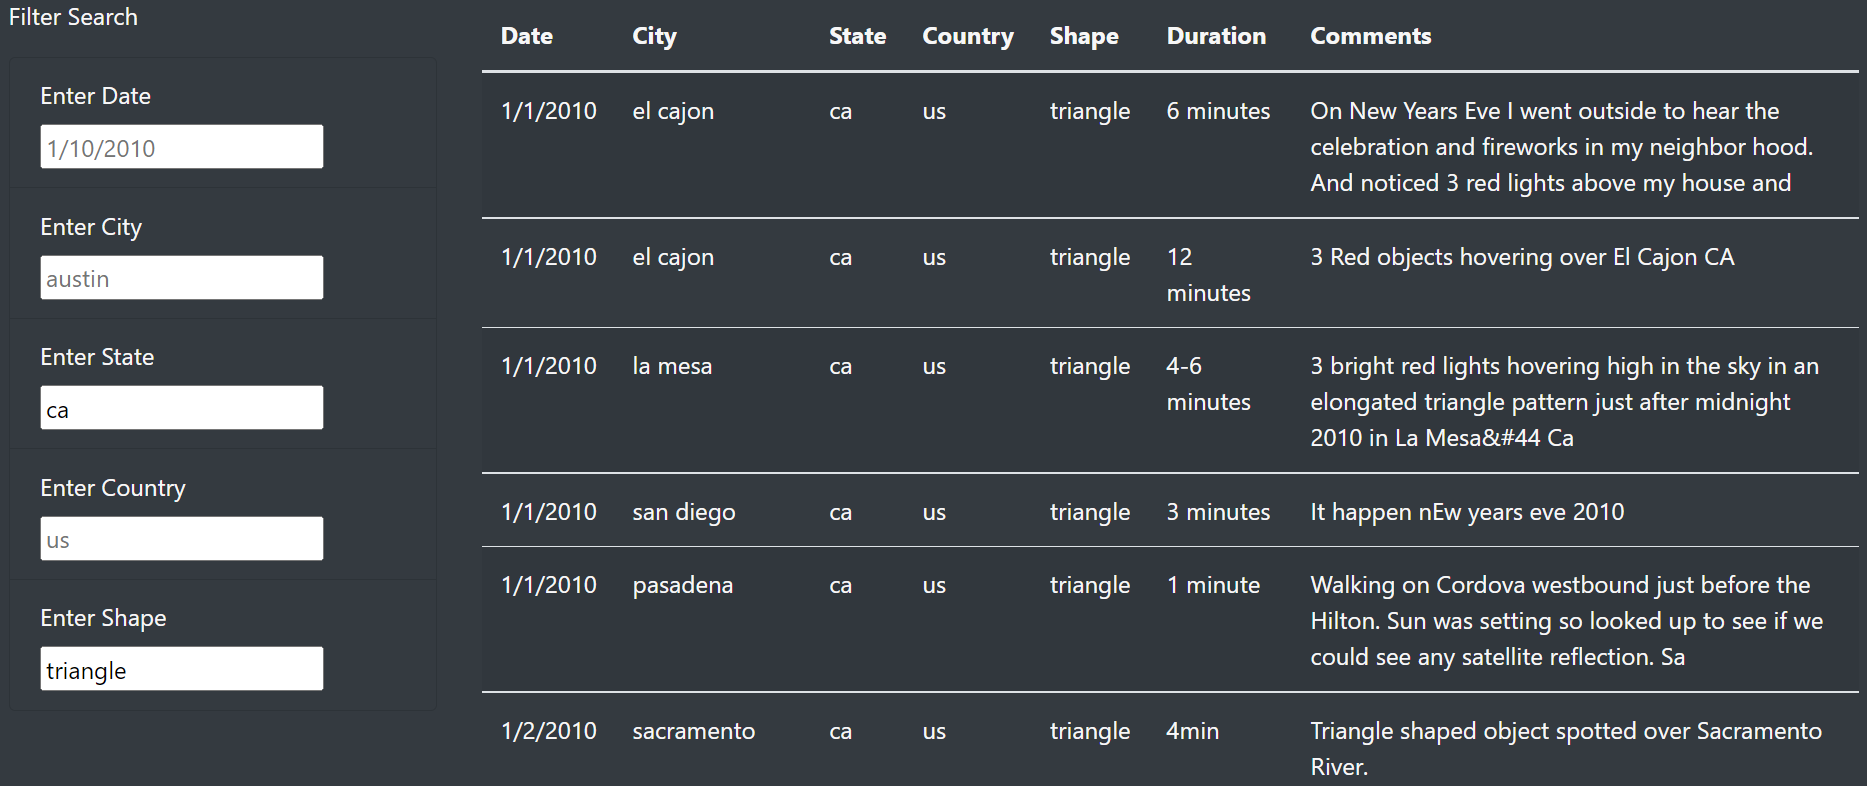 Filter Search
Enter Date
1/10/2010
Enter City
austin
Enter State
ca
Enter Country
us
Enter Shape
triangle
Date City State Country Shape Duration Comments
1/1/2010 el cajon ca us triangle 6 minutes On New Years Eve I went outside to hear the
celebration and fireworks in my neighbor hood.
And noticed 3 red lights above my house and
1/1/2010 el cajon ca us triangle 12 3 Red objects hovering over El Cajon CA
minutes
1/1/2010 la mesa ca us triangle 4-6 3 bright red lights hovering high in the sky in an
minutes elongated triangle pattern just after midnight
2010 in La Mesa&#44 Ca
1/1/2010 san diego ca us triangle 3 minutes It happen nEw years eve 2010
1/1/2010 pasadena ca us triangle 1 minute Walking on Cordova westbound just before the
Hilton. Sun was setting so looked up to see if we
could see any satellite reflection. Sa
1/2/2010 sacramento ca us triangle 4min Triangle shaped object spotted over Sacramento
River.